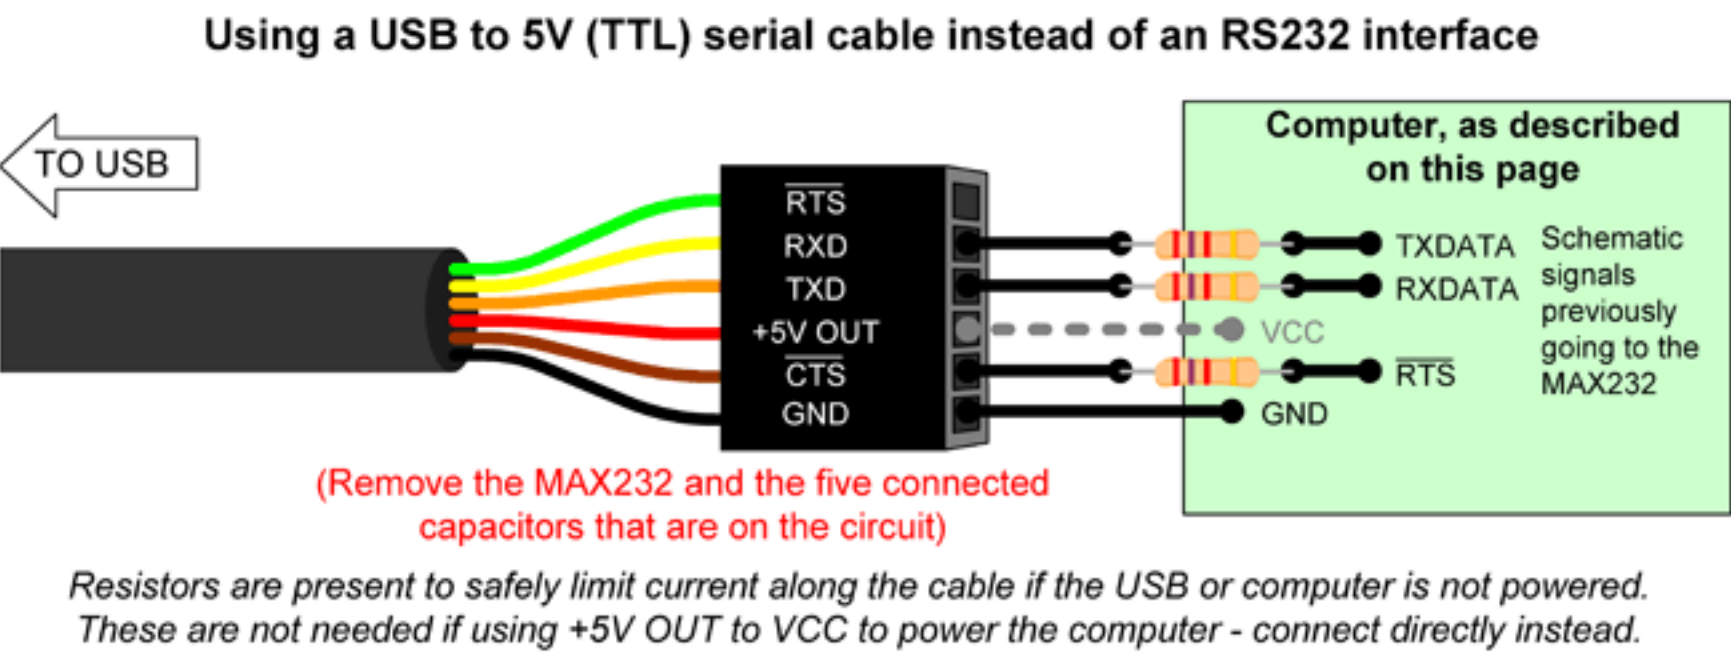 Using a USB to 5V (TTL) serial cable instead of an RS232 interface
TO USB
Computer, as described
on this page
RTS
RXD
TXD
+5V OUT
CTS
GND
TXDATA
RXDATA
VCC
RTS
GND
Schematic
signals
previously
going to the
MAX232
(Remove the MAX232 and the five connected
capacitors that are on the circuit)
Resistors are present to safely limit current along the cable if the USB or computer is not powered.
These are not needed if using +5V OUT to VCC to power the computer - connect directly instead.